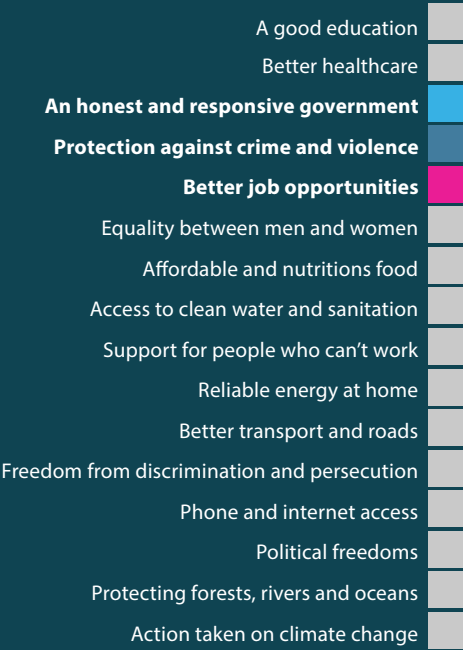 A good education
Better healthcare
An honest and responsive government
Protection against crime and violence
Better job opportunities
Equality between men and women
Affordable and nutritions food
Access to clean water and sanitation
Support for people who can’t work
Reliable energy at home
Better transport and roads
Freedom from discrimination and persecution
Phone and internet access
Political freedoms
Protecting forests, rivers and oceans
Action taken on climate change